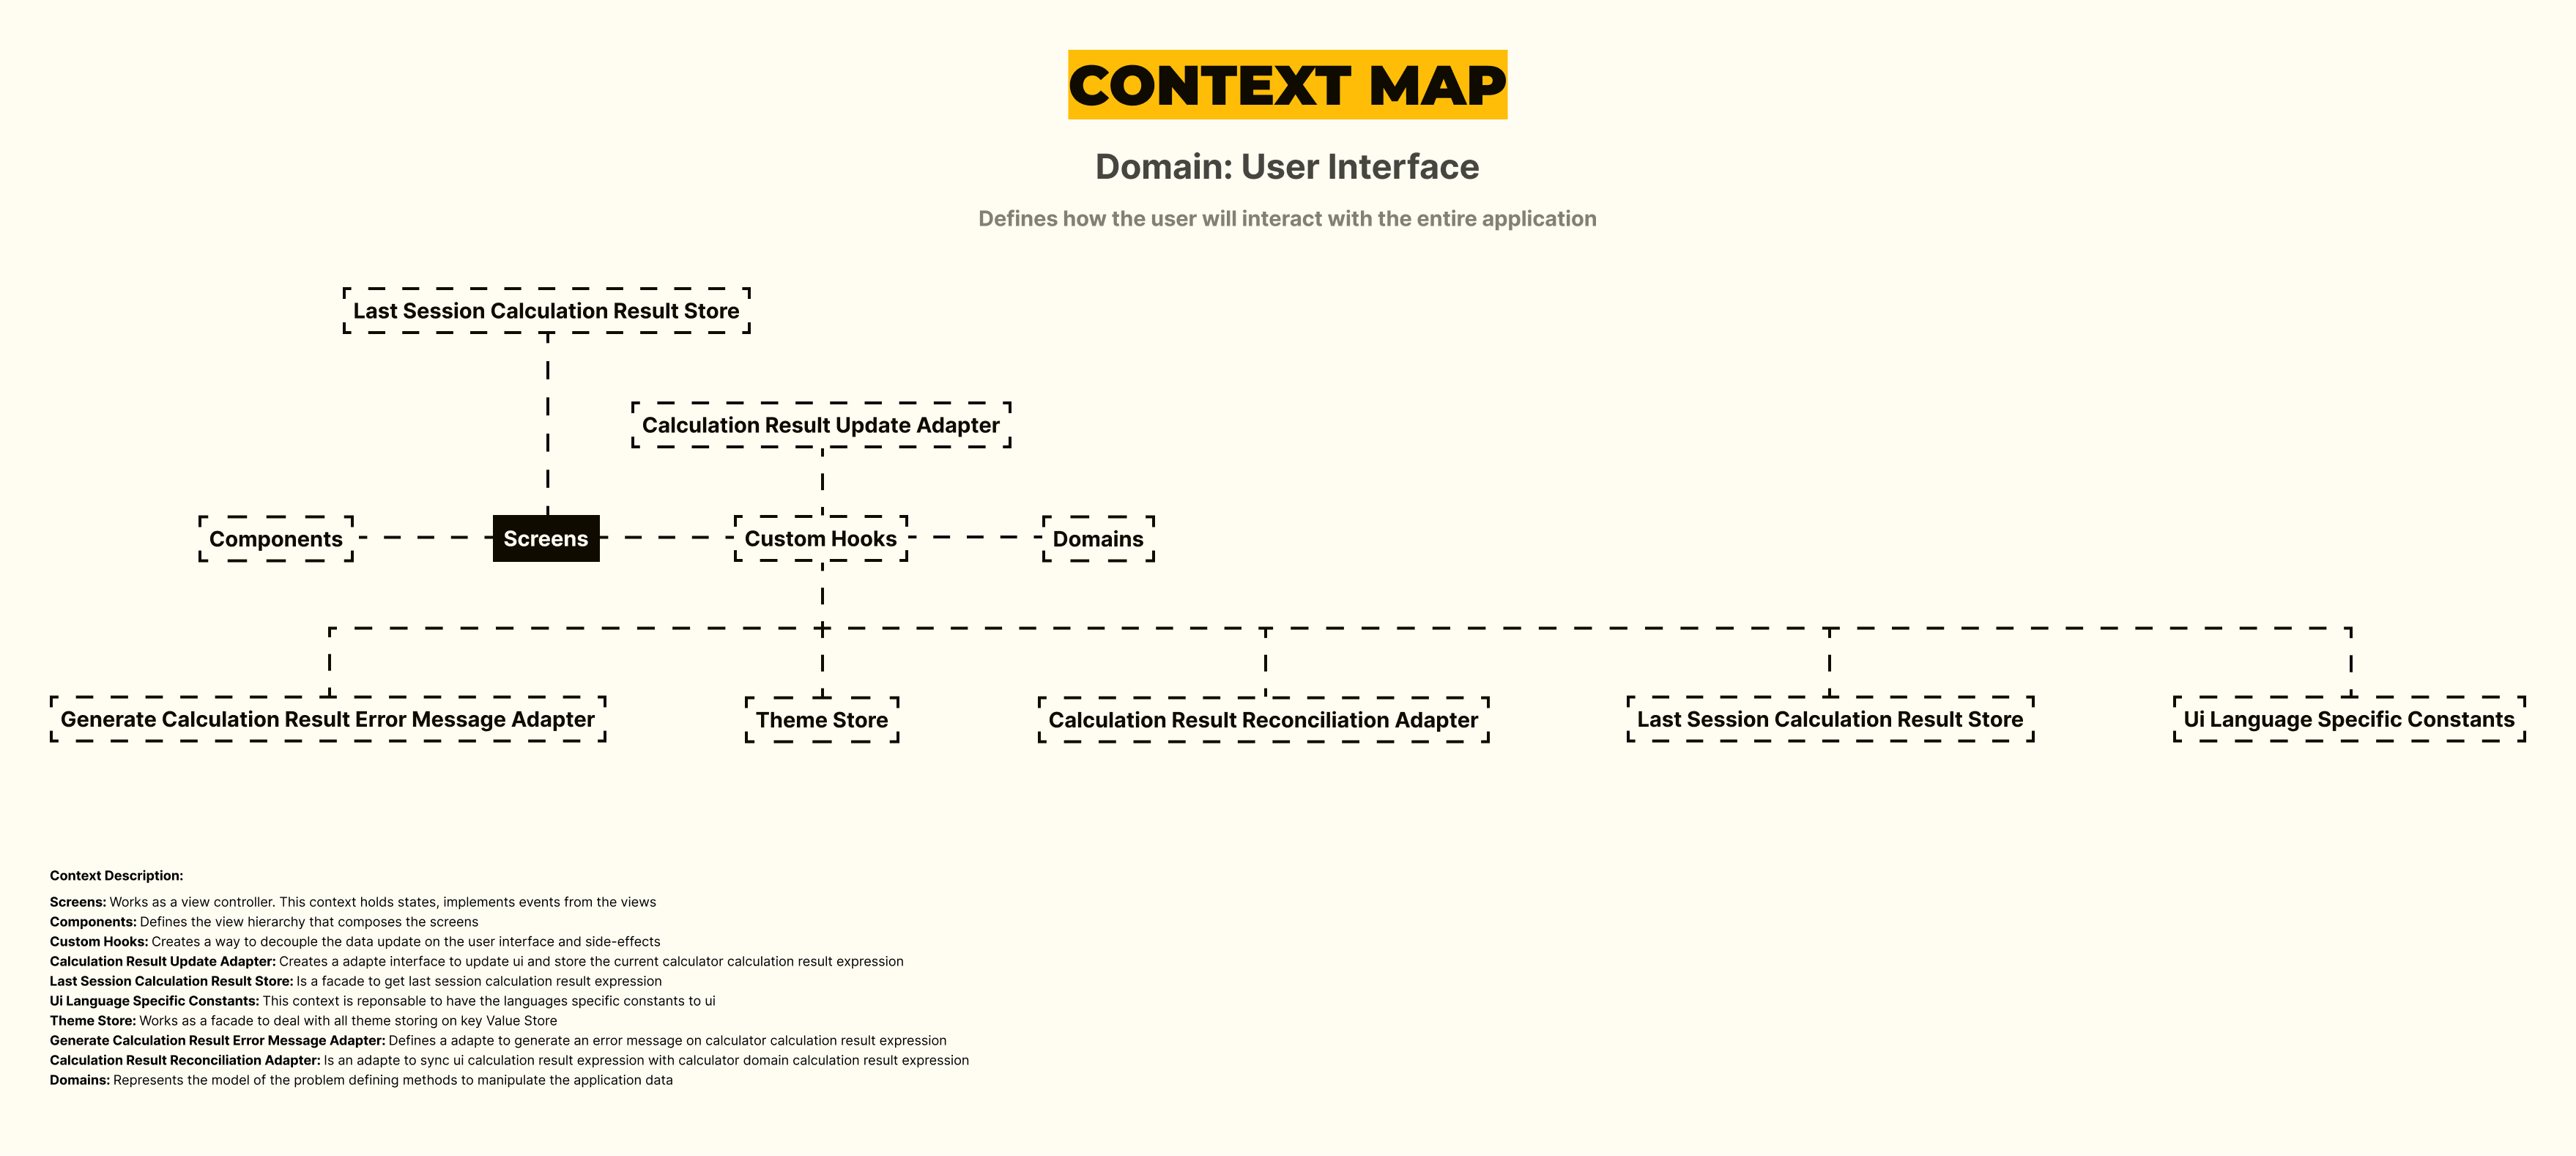 CONTEXT MAP
Domain: User Interface
Defines how the user will interact with the entire application
Last Session Calculation Result Store
Calculation Result Update Adapter
Components
Screens
Custom Hooks
Domains
Generate Calculation Result Error Message Adapter
Theme Store
Calculation Result Reconciliation Adapter
Last Session Calculation Result Store
Ui Language Specific Constants
Context Description:
Screens: Works as a view controller. This context holds states, implements events from the views
Components: Defines the view hierarchy that composes the screens
Custom Hooks: Creates a way to decouple the data update on the user interface and side-effects
Calculation Result Update Adapter: Creates a adapte interface to update ui and store the current calculator calculation result expression
Last Session Calculation Result Store: Is a facade to get last session calculation result expression
Ui Language Specific Constants: This context is reponsable to have the languages specific constants to ui
Theme Store: Works as a facade to deal with all theme storing on key Value Store
Generate Calculation Result Error Message Adapter: Defines a adapte to generate an error message on calculator calculation result expression
Calculation Result Reconciliation Adapter: Is an adapte to sync ui calculation result expression with calculator domain calculation result expression
Domains: Represents the model of the problem defining methods to manipulate the application data